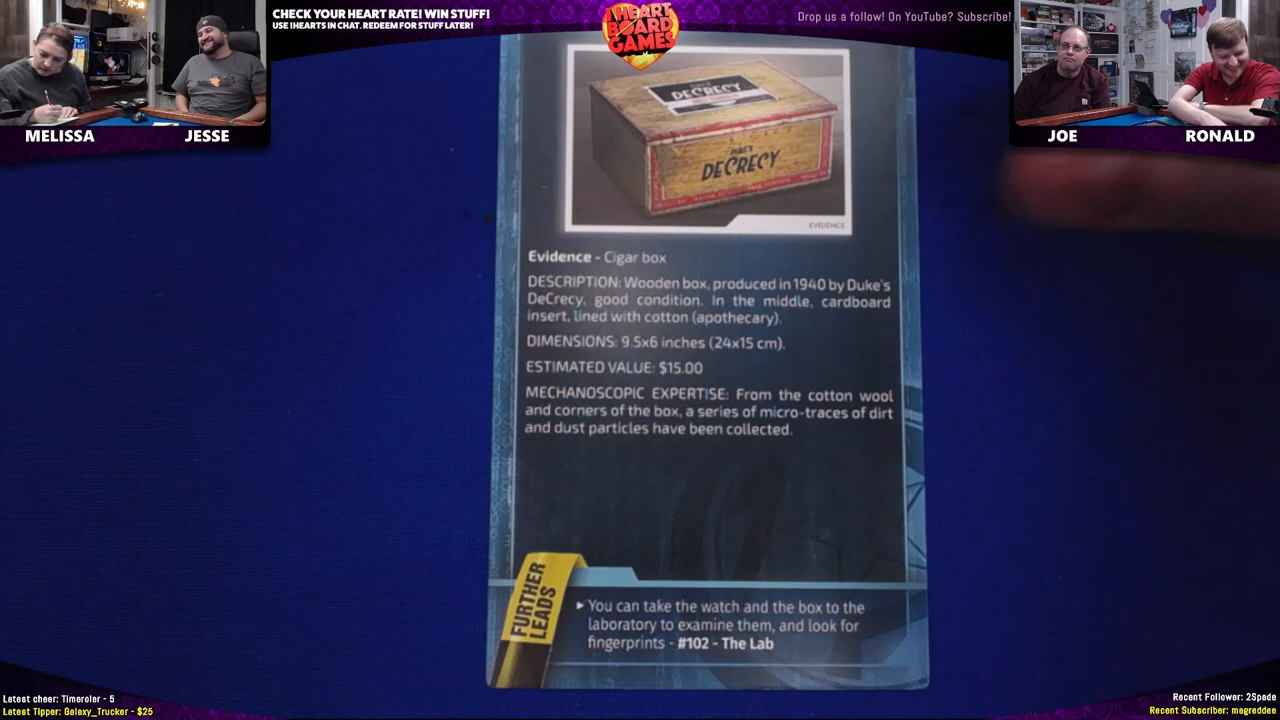 CHECK YOUR HEART RATE! WIN STUFF!
USE !HEARTS IN CHAT. REDEEM FOR STUFF LATER!
I HEART
BOARD
GAMES
Drop us a follow! On YouTube? Subscribe!
MELISSA
JESSE
JOE
RONALD
DECRECY
DUKE'S
DECRECY
EVIDENCE
Evidence - Cigar box
DESCRIPTION: Wooden box, produced in 1940 by Duke's
DeCrecy, good condition. In the middle, cardboard
insert, lined with cotton (apothecary).
DIMENSIONS: 9.5x6 inches (24x15 cm).
ESTIMATED VALUE: $15.00
MECHANOSCOPIC EXPERTISE: From the cotton wool
and corners of the box, a series of micro-traces of dirt
and dust particles have been collected.
FURTHER
LEADS
▸ You can take the watch and the box to the
laboratory to examine them, and look for
fingerprints - #102 - The Lab
Latest cheer: Timeroler - 5
Latest Tipper: Galaxy_Trucker - $25
Recent Follower: 2Spede
Recent Subscriber: magreddee